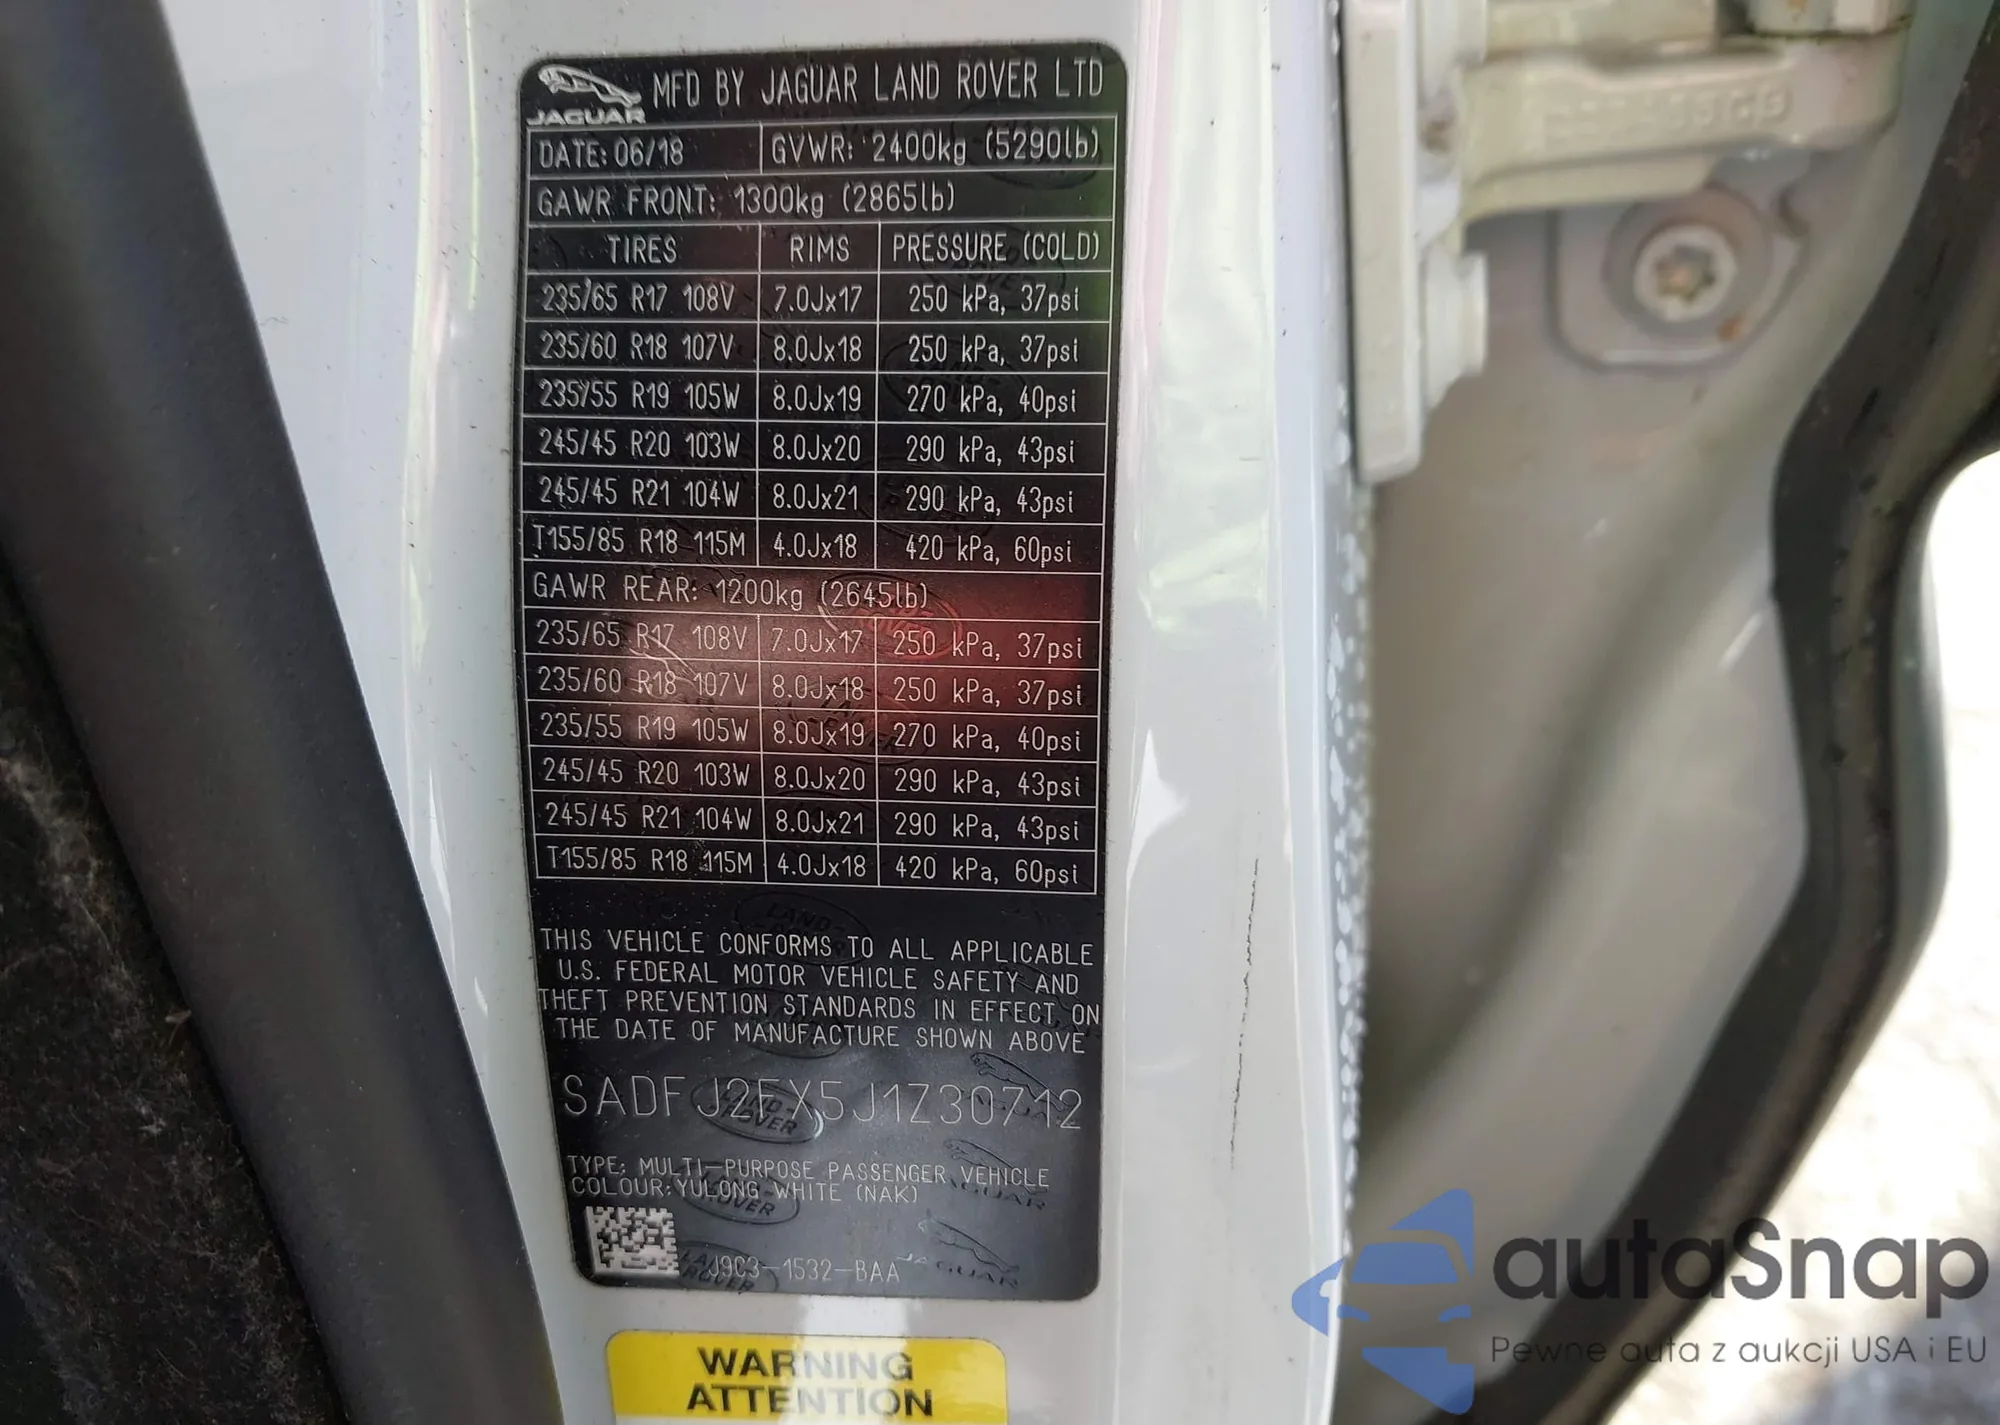 JAGUAR MFD BY JAGUAR LAND ROVER LTD
DATE: 06/18 GVWR: 2400kg (5290lb)
GAWR FRONT: 1300kg (2865lb)
TIRES RIMS PRESSURE (COLD)
235/65 R17 108V 7.0Jx17 250 kPa, 37psi
235/60 R18 107V 8.0Jx18 250 kPa, 37psi
235/55 R19 105W 8.0Jx19 270 kPa, 40psi
245/45 R20 103W 8.0Jx20 290 kPa, 43psi
245/45 R21 104W 8.0Jx21 290 kPa, 43psi
T155/85 R18 115M 4.0Jx18 420 kPa, 60psi
GAWR REAR: 1200kg (2645lb)
235/65 R17 108V 7.0Jx17 250 kPa, 37psi
235/60 R18 107V 8.0Jx18 250 kPa, 37psi
235/55 R19 105W 8.0Jx19 270 kPa, 40psi
245/45 R20 103W 8.0Jx20 290 kPa, 43psi
245/45 R21 104W 8.0Jx21 290 kPa, 43psi
T155/85 R18 115M 4.0Jx18 420 kPa, 60psi
THIS VEHICLE CONFORMS TO ALL APPLICABLE
U.S. FEDERAL MOTOR VEHICLE SAFETY AND
THEFT PREVENTION STANDARDS IN EFFECT ON
THE DATE OF MANUFACTURE SHOWN ABOVE
SADFJ2FX5J1Z30712
TYPE: MULTI-PURPOSE PASSENGER VEHICLE
COLOUR: YULONG WHITE (NAK)
J9C3-1532-BAA
WARNING
ATTENTION
autaSnap
Pewne auta z aukcji USA i EU